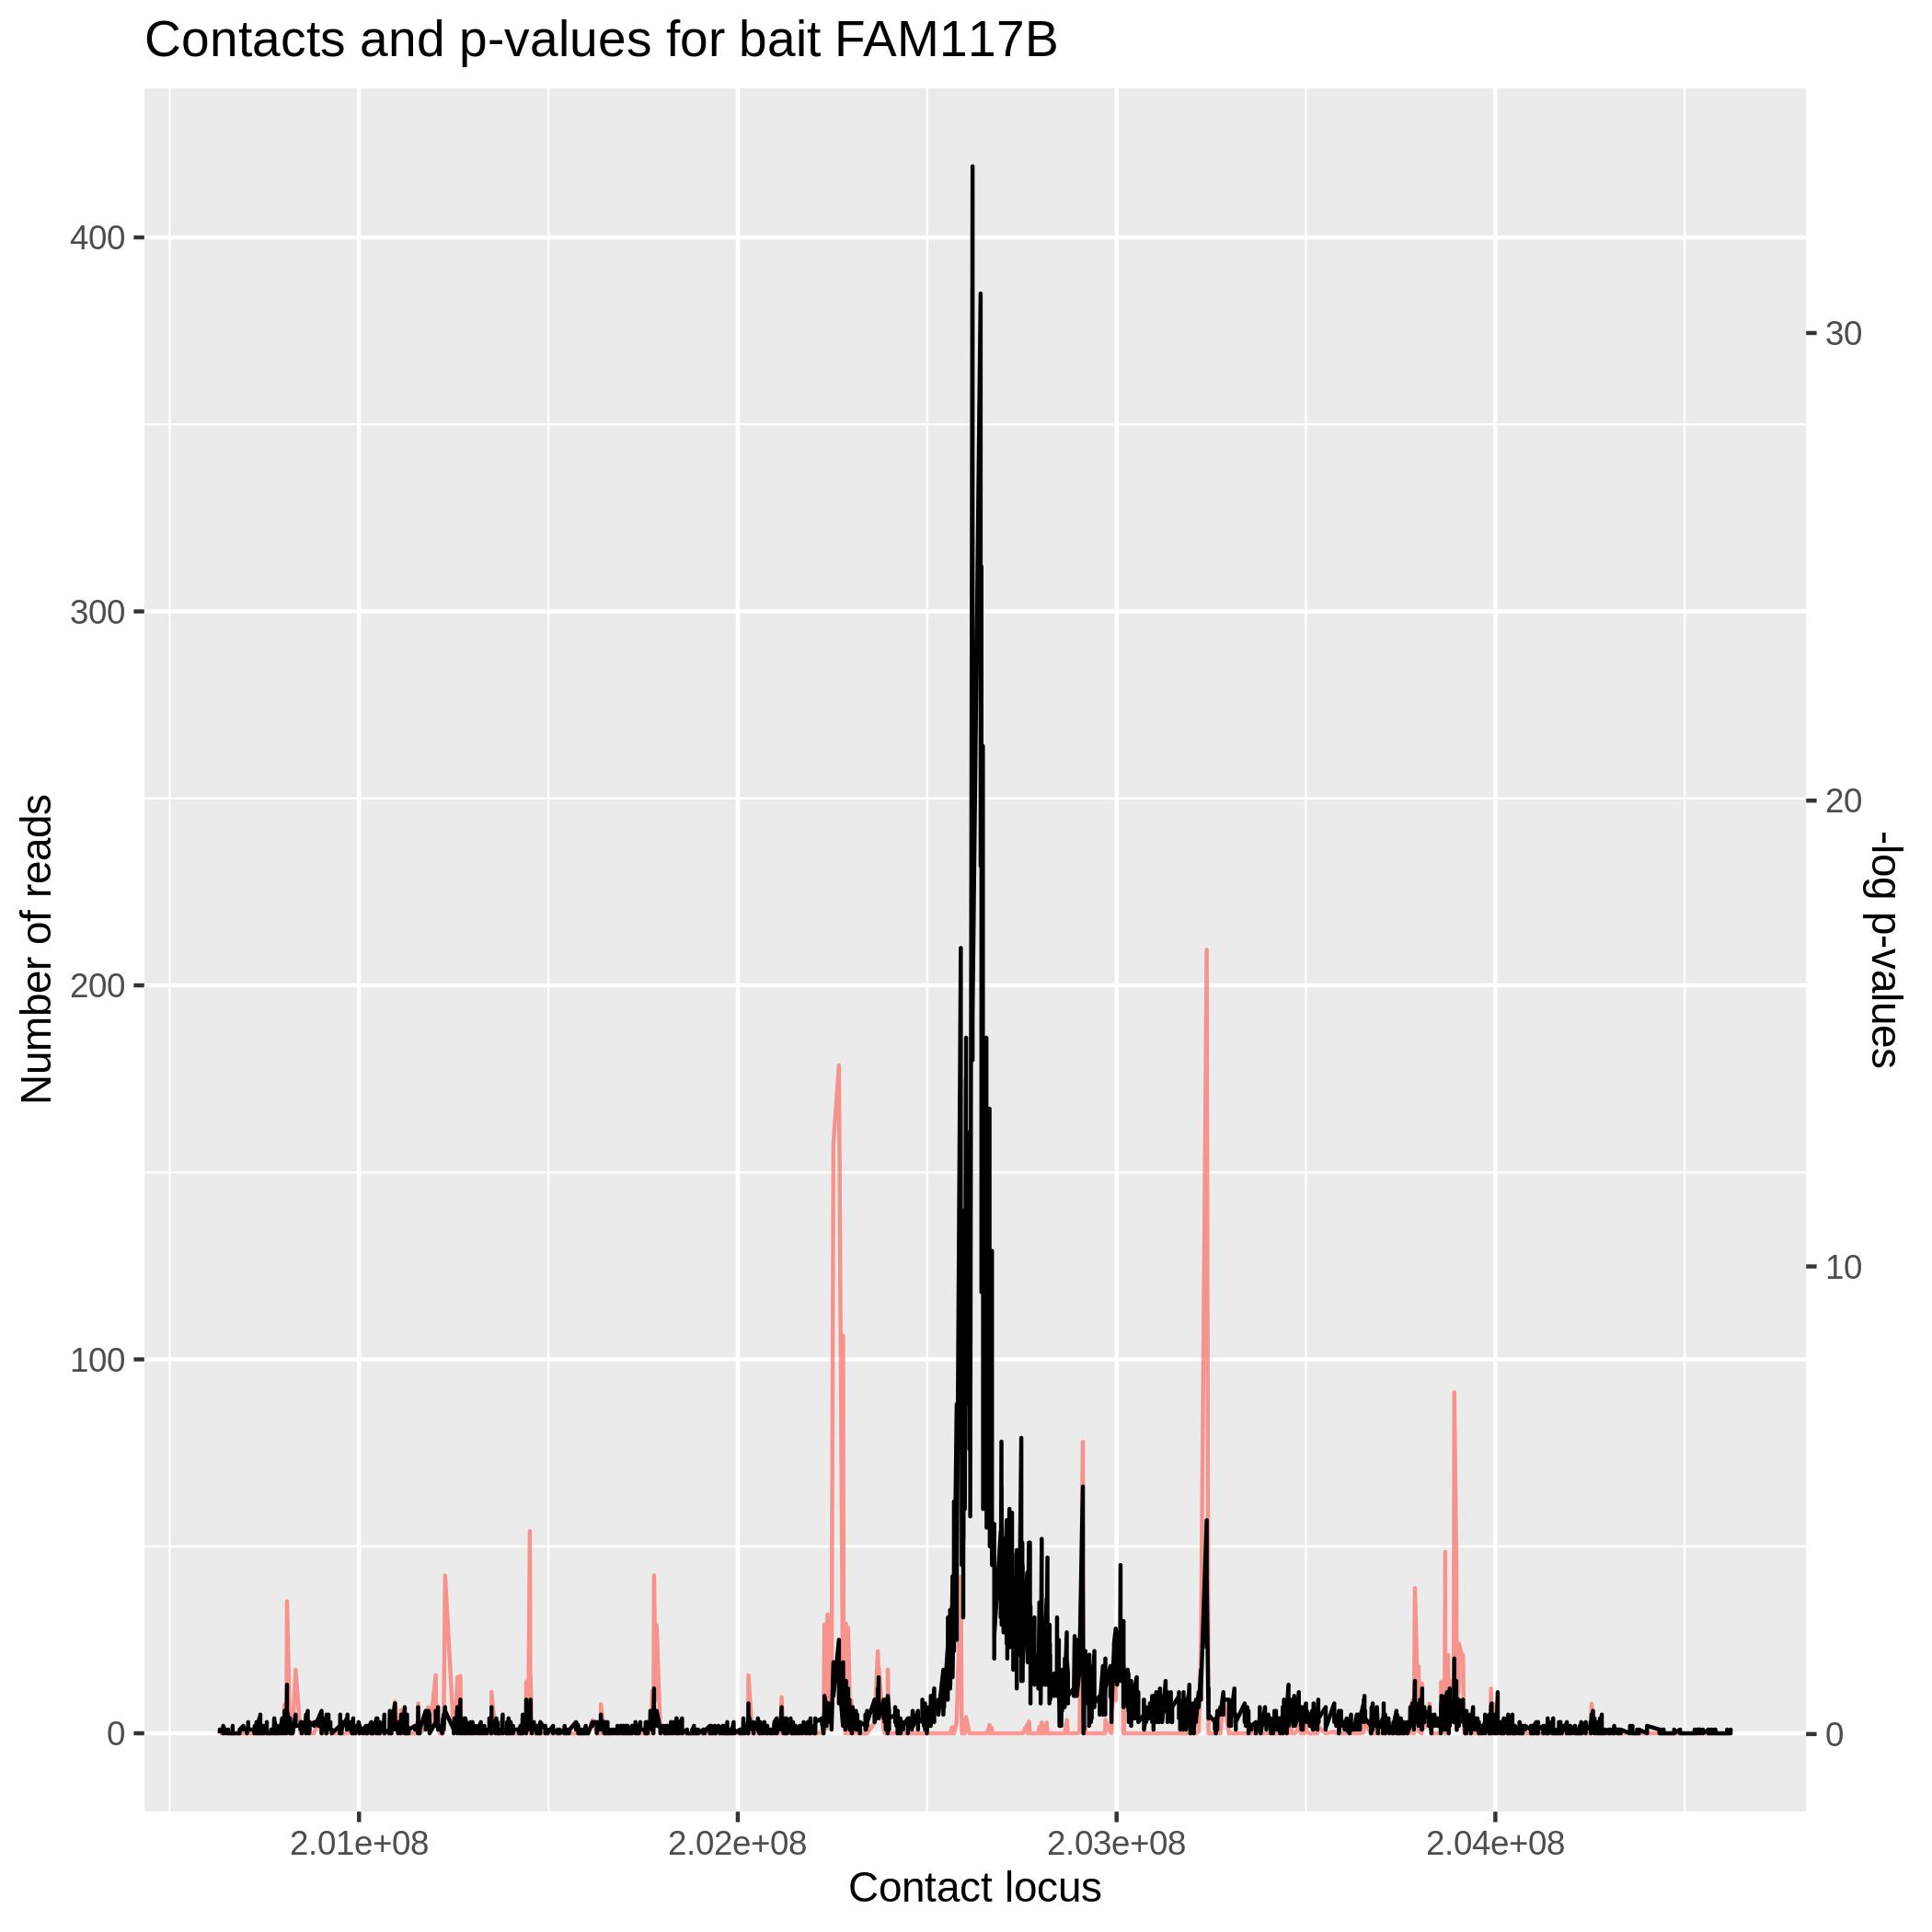 Contacts and p-values for bait FAM117B
400
300
200
100
0
Number of reads
30
20
10
0
-log p-values
2.01e+08 2.02e+08 2.03e+08 2.04e+08
Contact locus